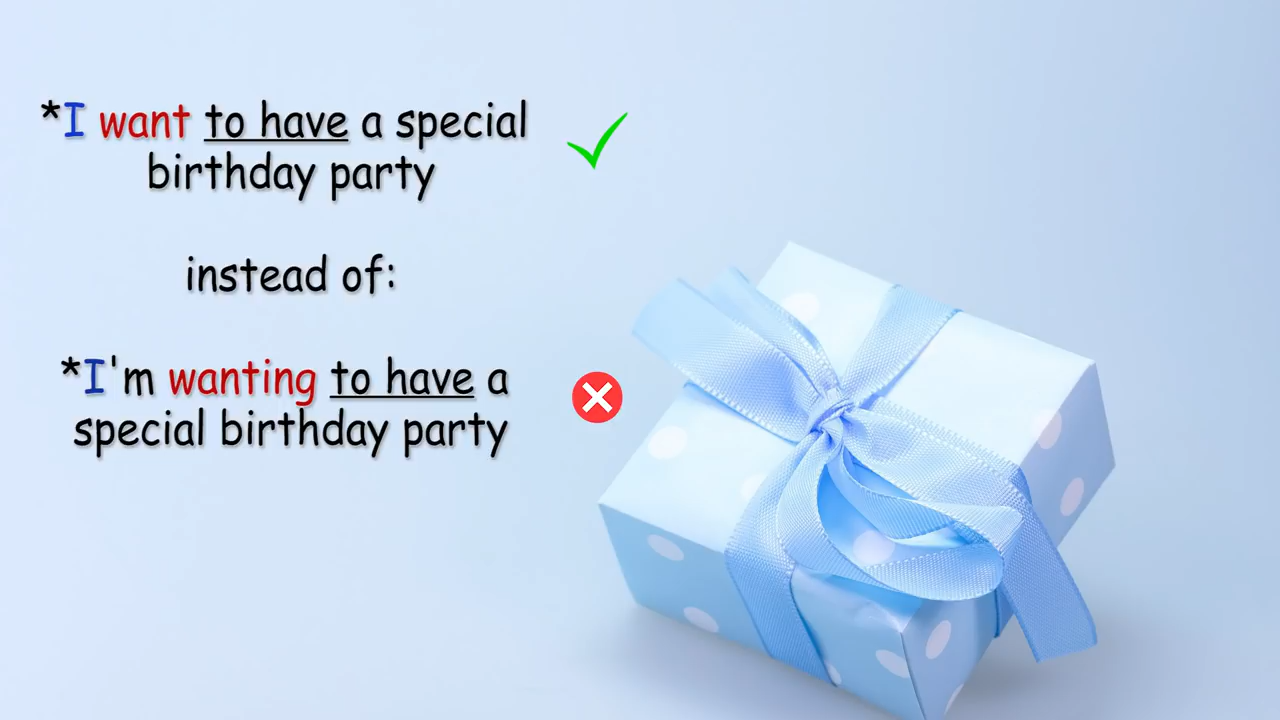 *I want to have a special
birthday party
instead of:
*I'm wanting to have a
special birthday party